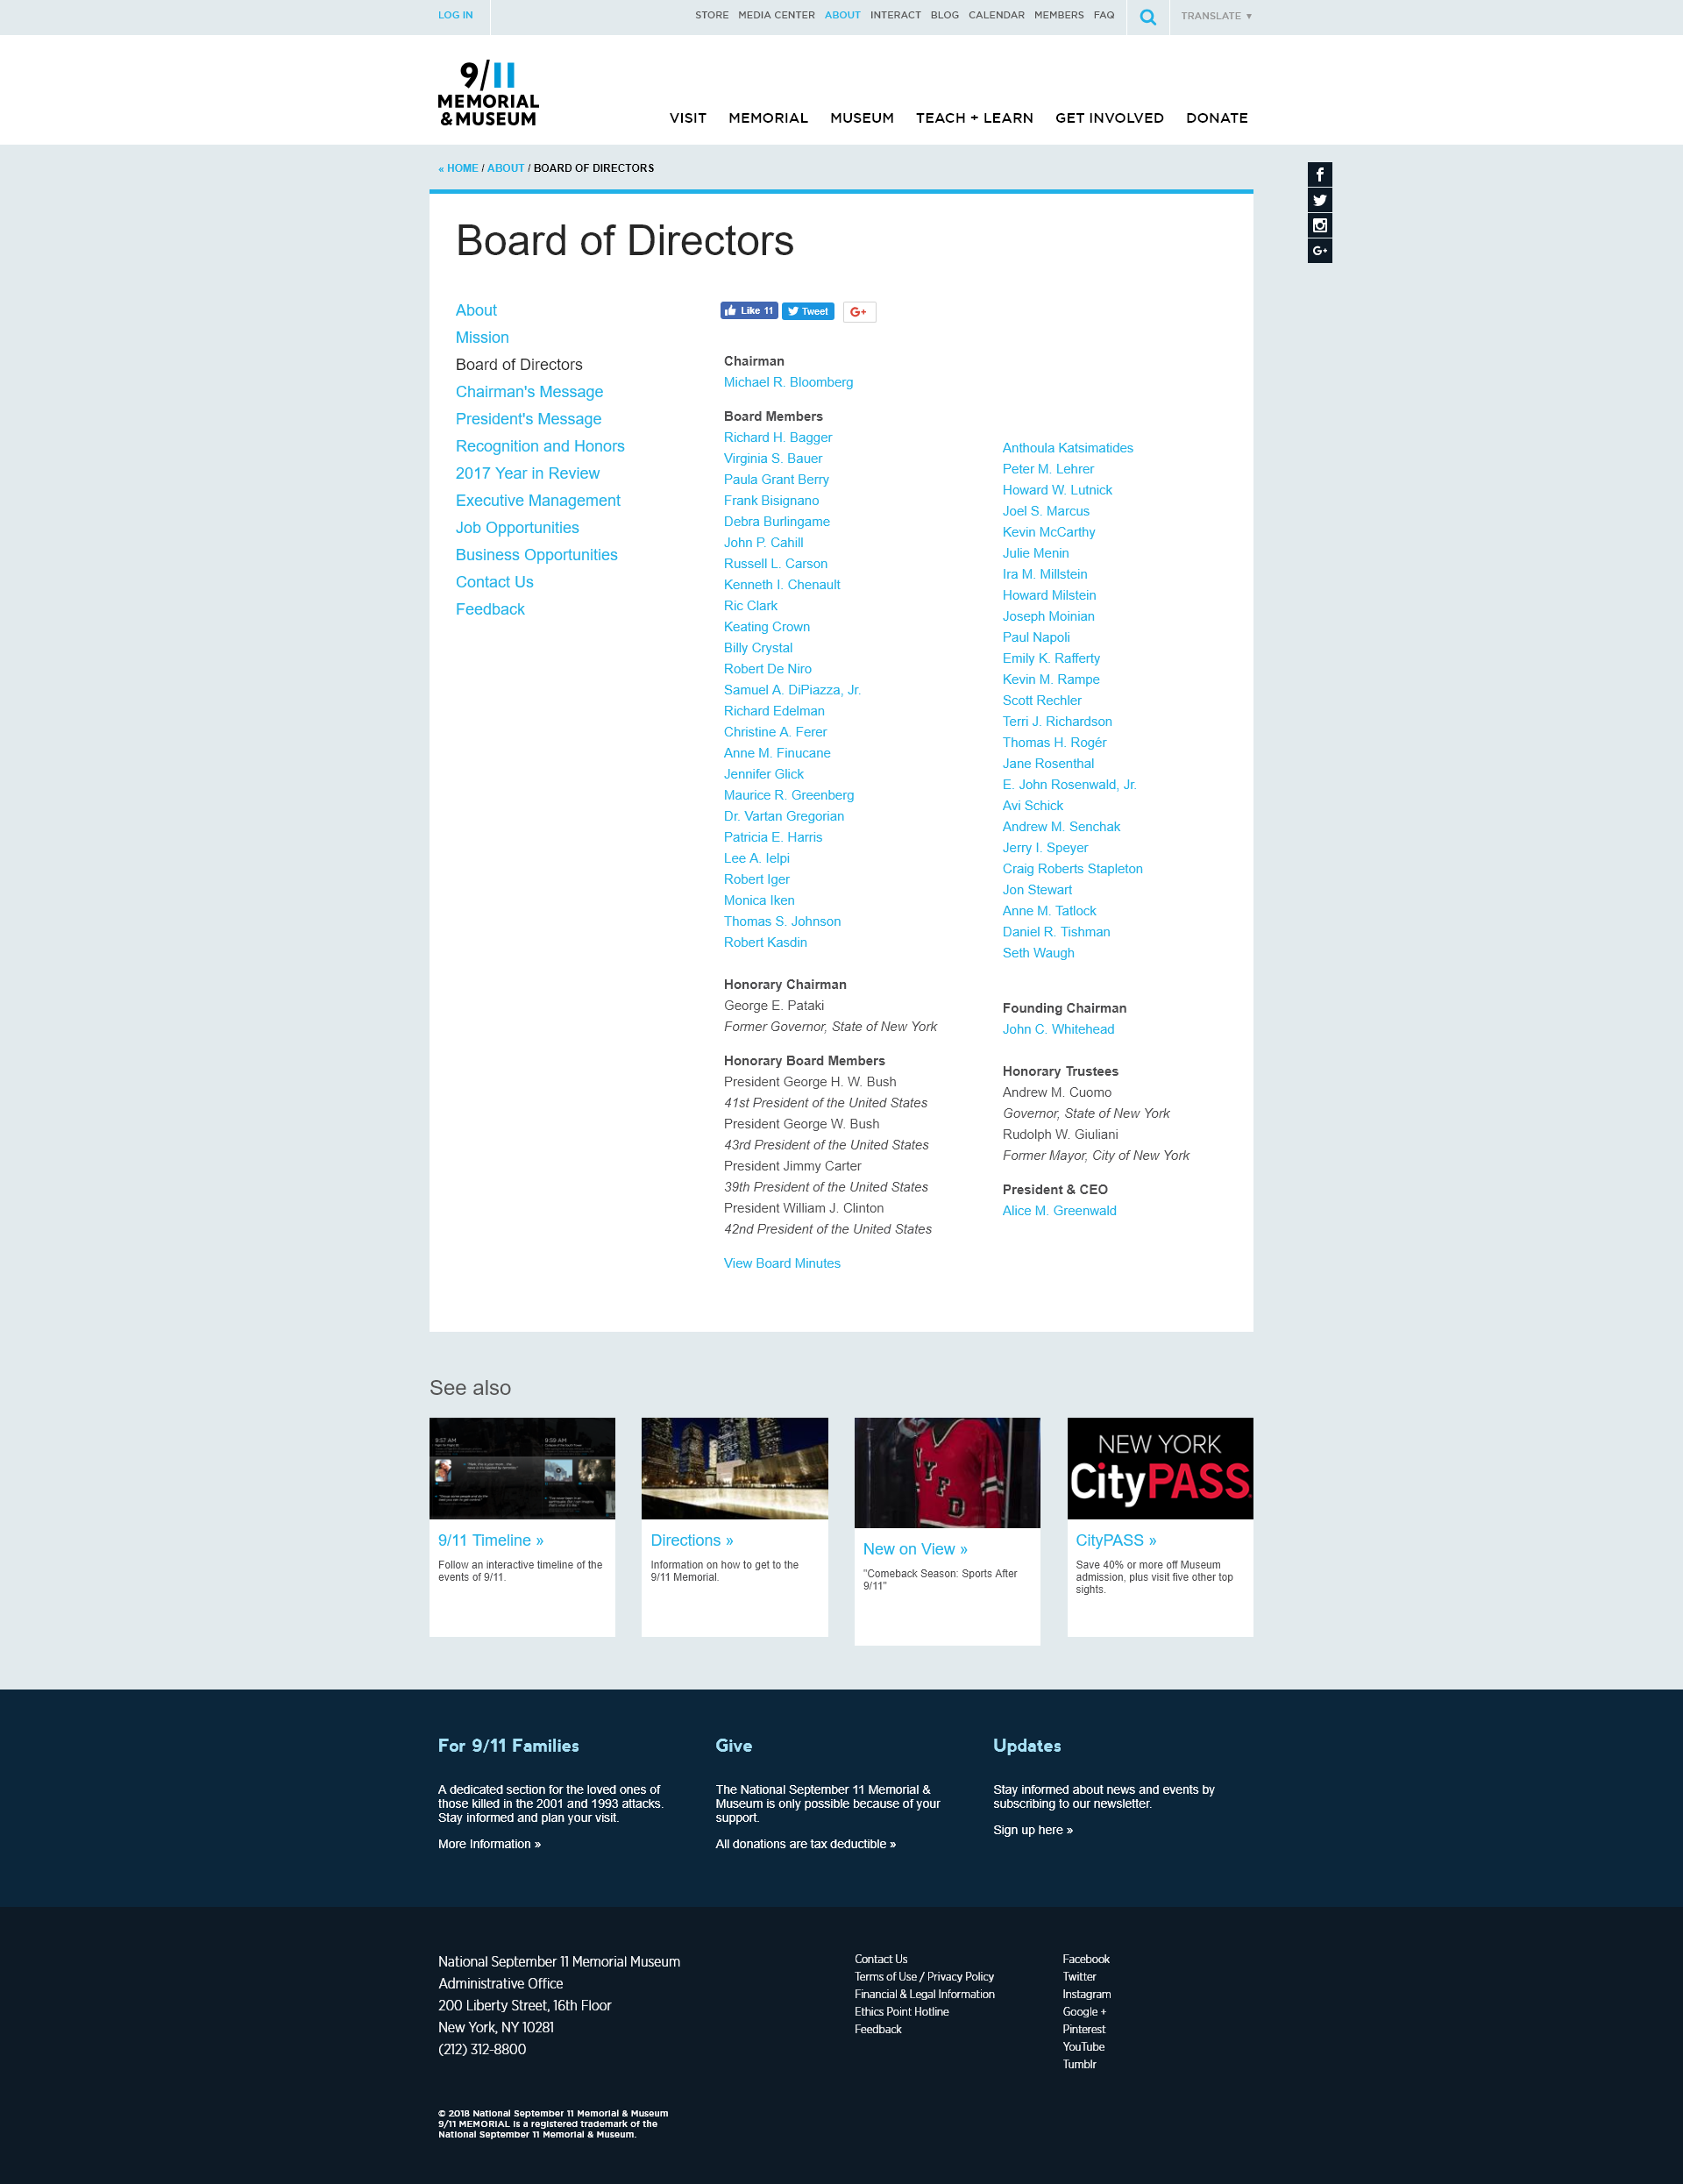 LOG IN
STORE MEDIA CENTER ABOUT INTERACT BLOG CALENDAR MEMBERS FAQ
TRANSLATE ▼
9/11
MEMORIAL
& MUSEUM
VISIT MEMORIAL MUSEUM TEACH + LEARN GET INVOLVED DONATE
« HOME / ABOUT / BOARD OF DIRECTORS
Board of Directors
About
Mission
Board of Directors
Chairman's Message
President's Message
Recognition and Honors
2017 Year in Review
Executive Management
Job Opportunities
Business Opportunities
Contact Us
Feedback
Like 11
Tweet
G+
Chairman
Michael R. Bloomberg
Board Members
Richard H. Bagger
Virginia S. Bauer
Paula Grant Berry
Frank Bisignano
Debra Burlingame
John P. Cahill
Russell L. Carson
Kenneth I. Chenault
Ric Clark
Keating Crown
Billy Crystal
Robert De Niro
Samuel A. DiPiazza, Jr.
Richard Edelman
Christine A. Ferer
Anne M. Finucane
Jennifer Glick
Maurice R. Greenberg
Dr. Vartan Gregorian
Patricia E. Harris
Lee A. Ielpi
Robert Iger
Monica Iken
Thomas S. Johnson
Robert Kasdin
Anthoula Katsimatides
Peter M. Lehrer
Howard W. Lutnick
Joel S. Marcus
Kevin McCarthy
Julie Menin
Ira M. Millstein
Howard Milstein
Joseph Moinian
Paul Napoli
Emily K. Rafferty
Kevin M. Rampe
Scott Rechler
Terri J. Richardson
Thomas H. Rogér
Jane Rosenthal
E. John Rosenwald, Jr.
Avi Schick
Andrew M. Senchak
Jerry I. Speyer
Craig Roberts Stapleton
Jon Stewart
Anne M. Tatlock
Daniel R. Tishman
Seth Waugh
Honorary Chairman
George E. Pataki
Former Governor, State of New York
Honorary Board Members
President George H. W. Bush
41st President of the United States
President George W. Bush
43rd President of the United States
President Jimmy Carter
39th President of the United States
President William J. Clinton
42nd President of the United States
View Board Minutes
Founding Chairman
John C. Whitehead
Honorary Trustees
Andrew M. Cuomo
Governor, State of New York
Rudolph W. Giuliani
Former Mayor, City of New York
President & CEO
Alice M. Greenwald
See also
9:57 AM
9:59 AM
NYPD
NEW YORK
CityPASS
9/11 Timeline »
Follow an interactive timeline of the
events of 9/11.
Directions »
Information on how to get to the
9/11 Memorial.
New on View »
"Comeback Season: Sports After
9/11"
CityPASS »
Save 40% or more off Museum
admission, plus visit five other top
sights.
For 9/11 Families
A dedicated section for the loved ones of
those killed in the 2001 and 1993 attacks.
Stay informed and plan your visit.
More Information »
Give
The National September 11 Memorial &
Museum is only possible because of your
support.
All donations are tax deductible »
Updates
Stay informed about news and events by
subscribing to our newsletter.
Sign up here »
National September 11 Memorial Museum
Administrative Office
200 Liberty Street, 16th Floor
New York, NY 10281
(212) 312-8800
Contact Us
Terms of Use / Privacy Policy
Financial & Legal Information
Ethics Point Hotline
Feedback
Facebook
Twitter
Instagram
Google +
Pinterest
YouTube
Tumblr
© 2018 National September 11 Memorial & Museum
9/11 MEMORIAL is a registered trademark of the
National September 11 Memorial & Museum.